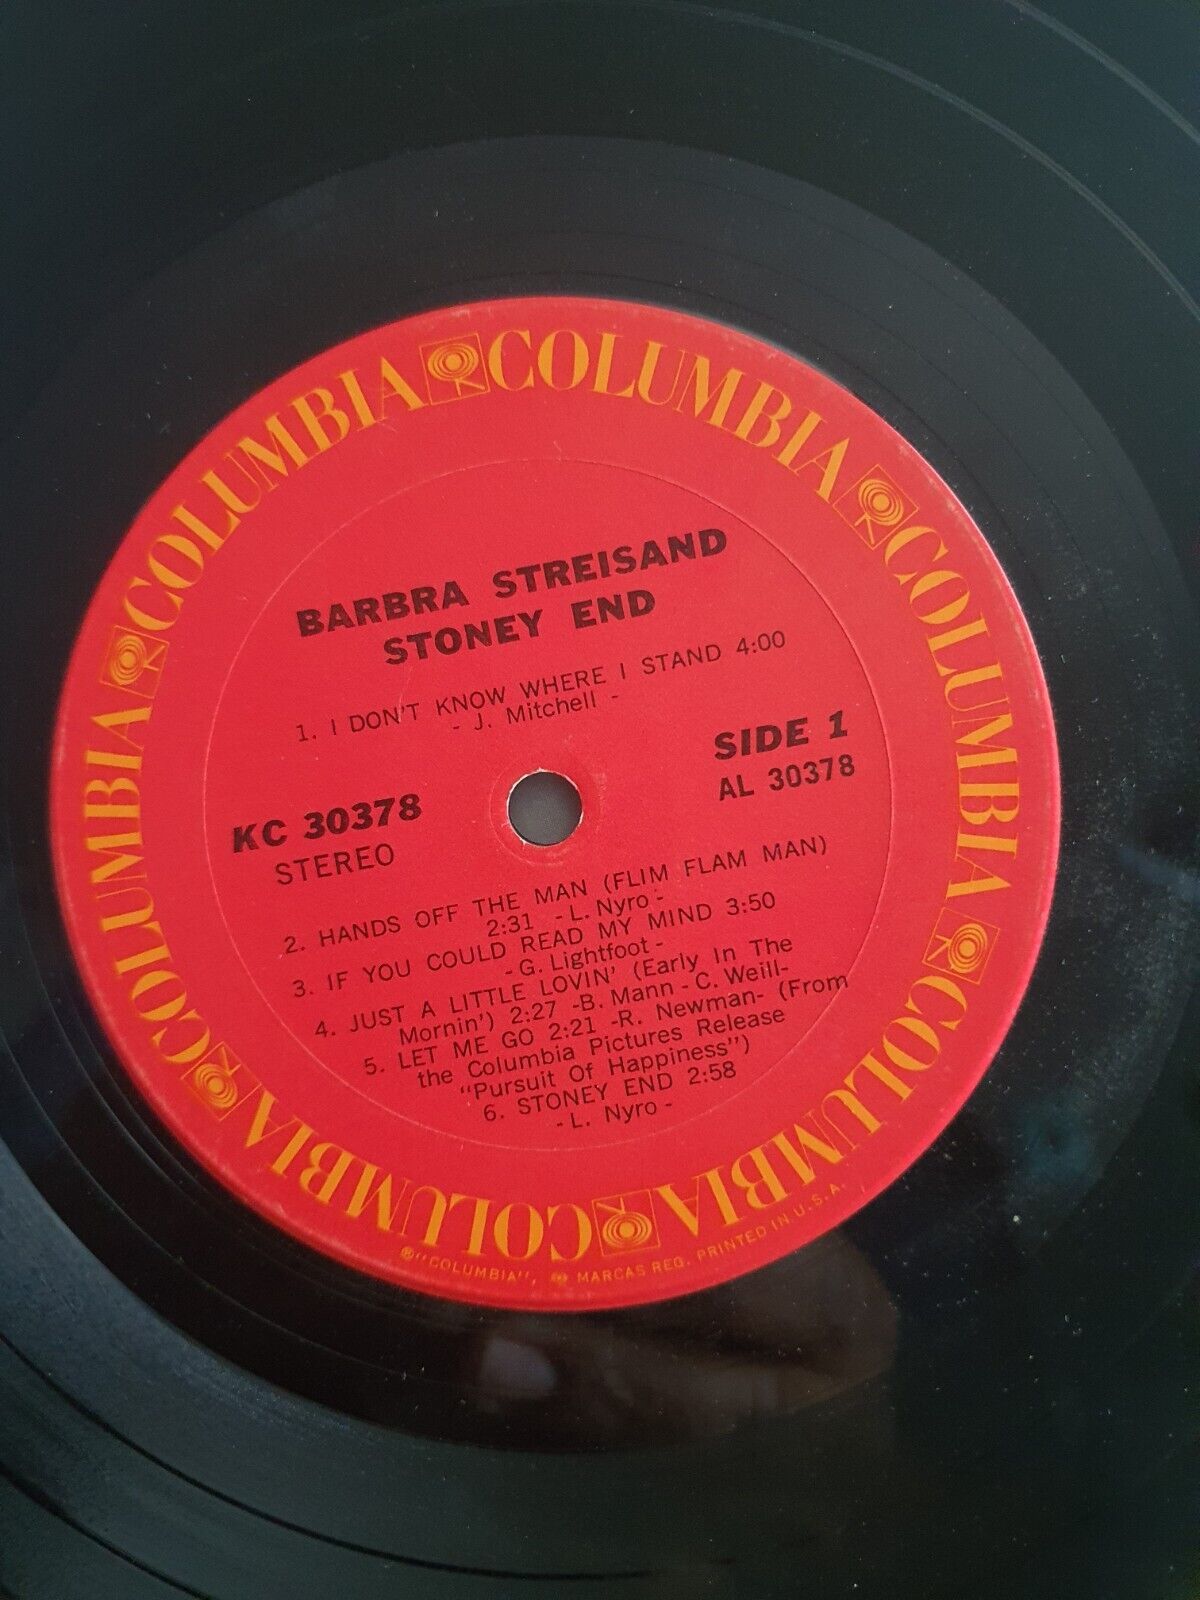 COLUMBIA COLUMBIA COLUMBIA COLUMBIA COLUMBIA COLUMBIA COLUMBIA
BARBRA STREISAND
STONEY END
1. I DON'T KNOW WHERE I STAND 4:00
- J. Mitchell -
SIDE 1
AL 30378
KC 30378
STEREO
2. HANDS OFF THE MAN (FLIM FLAM MAN)
2:31 -L. Nyro-
3. IF YOU COULD READ MY MIND 3:50
-G. Lightfoot-
4. JUST A LITTLE LOVIN' (Early In The
Mornin') 2:27 -B. Mann - C. Weill-
5. LET ME GO 2:21 -R. Newman- (From
the Columbia Pictures Release
"Pursuit Of Happiness")
6. STONEY END 2:58
-L. Nyro-
®"COLUMBIA", Ⓜ MARCAS REG. PRINTED IN U.S.A.